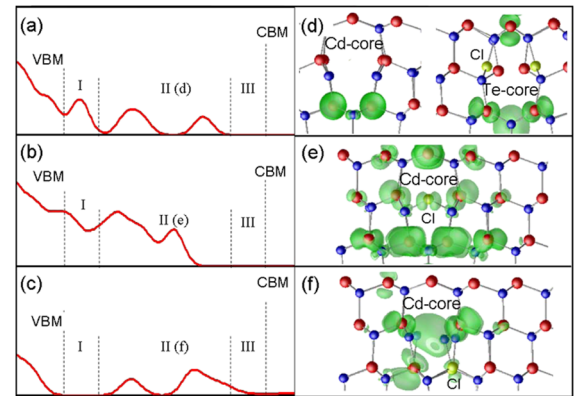 (a)
VBM
I
II (d)
III
CBM
(b)
VBM
I
II (e)
III
CBM
(c)
VBM
I
II (f)
III
CBM
(d)
Cd-core
Cl
Te-core
(e)
Cd-core
Cl
(f)
Cd-core
Cl